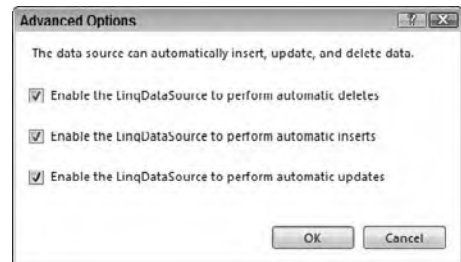 Advanced Options
The data source can automatically insert, update, and delete data.
Enable the LinqDataSource to perform automatic deletes
Enable the LinqDataSource to perform automatic inserts
Enable the LinqDataSource to perform automatic updates
OK Cancel